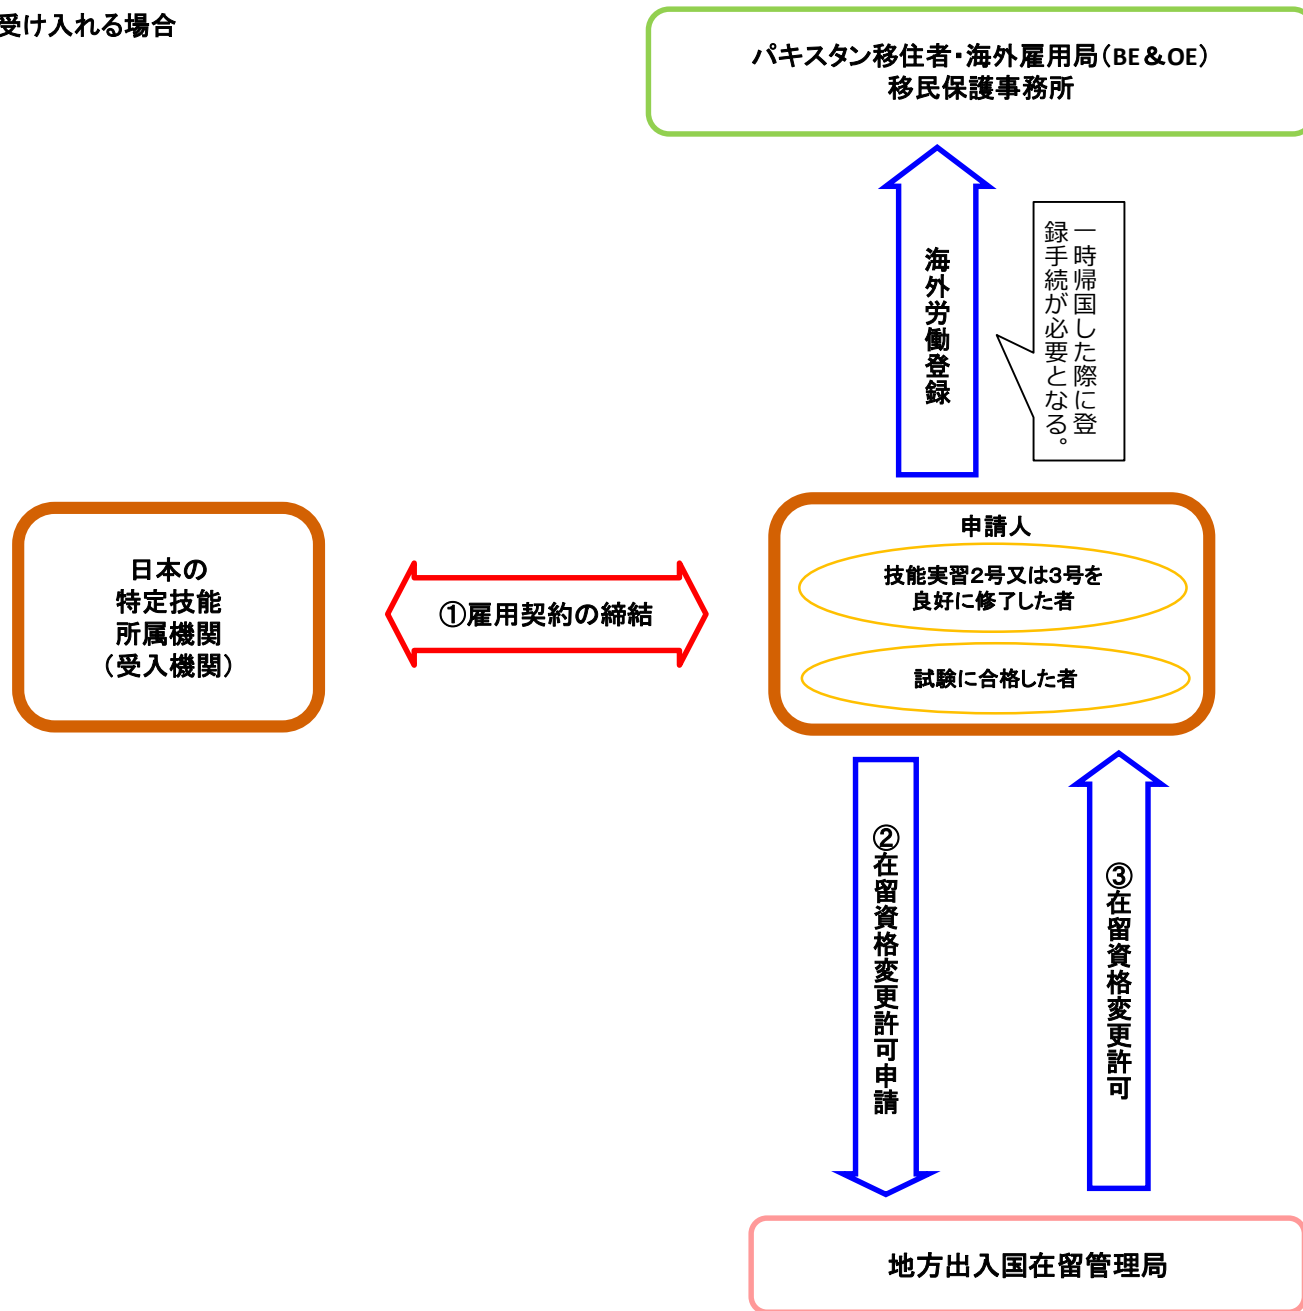 受け入れる場合
パキスタン移住者・海外雇用局(BE&OE)
移民保護事務所
海外労働登録
一時帰国した際に登
録手続が必要となる。
日本の
特定技能
所属機関
(受入機関)
①雇用契約の締結
申請人
技能実習2号又は3号を
良好に修了した者
試験に合格した者
②在留資格変更許可申請
③在留資格変更許可
地方出入国在留管理局